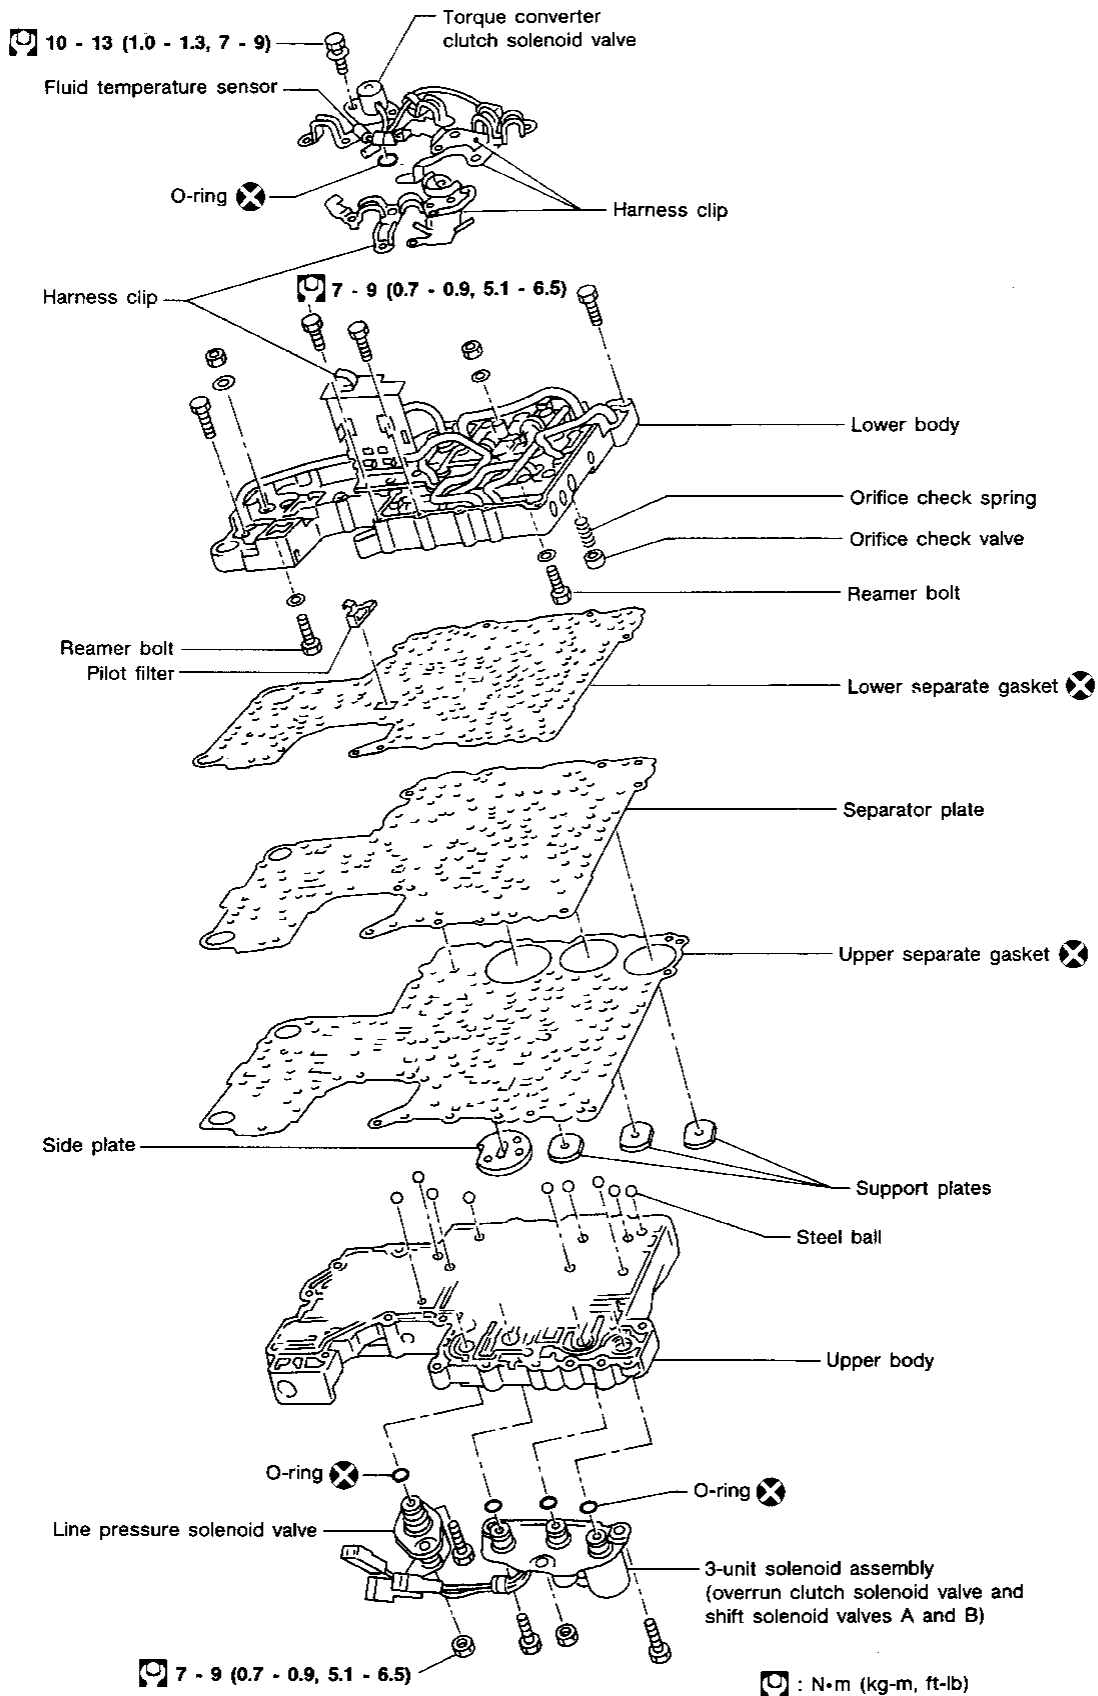 Torque converter
clutch solenoid valve
10 - 13 (1.0 - 1.3, 7 - 9)
Fluid temperature sensor
O-ring
Harness clip
Harness clip
7 - 9 (0.7 - 0.9, 5.1 - 6.5)
Lower body
Orifice check spring
Orifice check valve
Reamer bolt
Reamer bolt
Pilot filter
Lower separate gasket
Separator plate
Upper separate gasket
Side plate
Support plates
Steel ball
Upper body
O-ring
O-ring
Line pressure solenoid valve
3-unit solenoid assembly
(overrun clutch solenoid valve and
shift solenoid valves A and B)
7 - 9 (0.7 - 0.9, 5.1 - 6.5)
: N•m (kg-m, ft-lb)